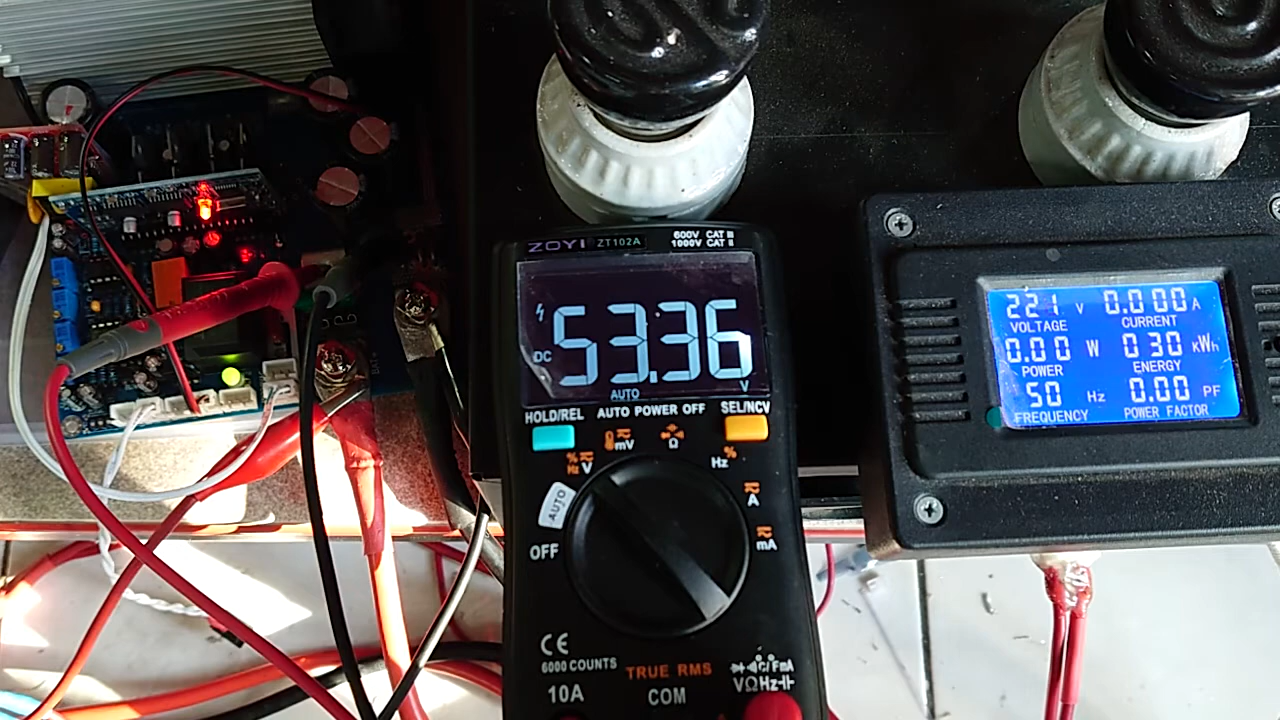 ZOYI ZT102A
600V CAT III
1000V CAT II
DC
53.36
AUTO
V
HOLD/REL AUTO POWER OFF SEL/NCV
mV
Ω
% V
Hz %
AUTO
A
OFF
mA
CE
6000 COUNTS
TRUE RMS
10A
COM
VΩHz
221 V 0.000 A
VOLTAGE CURRENT
0.00 W 030 KWh
POWER ENERGY
50 Hz 0.00 PF
FREQUENCY POWER FACTOR